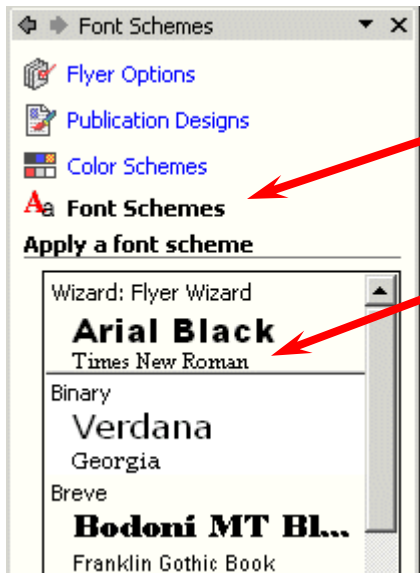 Font Schemes
Flyer Options
Publication Designs
Color Schemes
Aa Font Schemes
Apply a font scheme
Wizard: Flyer Wizard
Arial Black
Times New Roman
Binary
Verdana
Georgia
Breve
Bodoni MT Bl...
Franklin Gothic Book